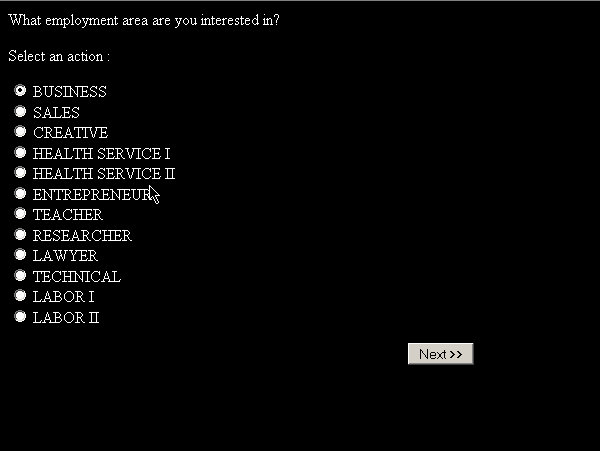 What employment area are you interested in?
Select an action :
BUSINESS
SALES
CREATIVE
HEALTH SERVICE I
HEALTH SERVICE II
ENTREPRENEUR
TEACHER
RESEARCHER
LAWYER
TECHNICAL
LABOR I
LABOR II
Next >>